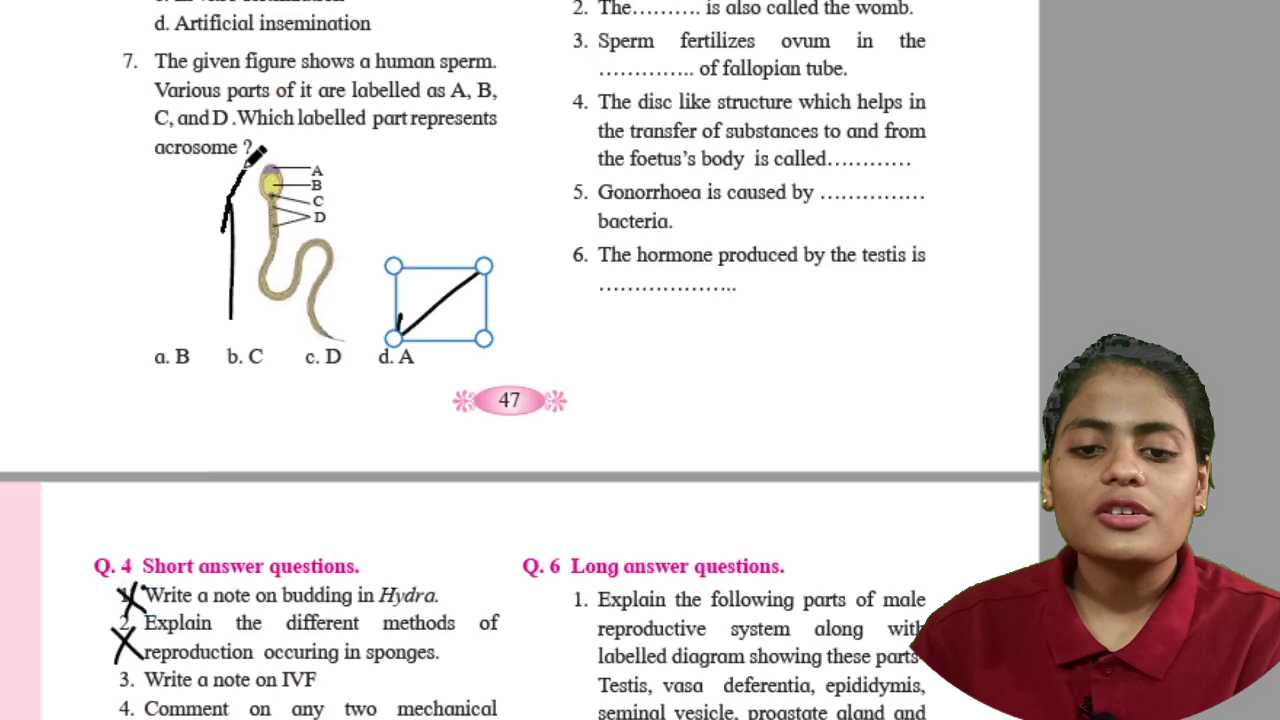 d. Artificial insemination
7. The given figure shows a human sperm.
Various parts of it are labelled as A, B,
C, and D .Which labelled part represents
acrosome ?
A
B
C
D
a. B b. C c. D d. A
2. The.......... is also called the womb.
3. Sperm fertilizes ovum in the
.............. of fallopian tube.
4. The disc like structure which helps in
the transfer of substances to and from
the foetus's body is called............
5. Gonorrhoea is caused by ...............
bacteria.
6. The hormone produced by the testis is
....................
47
Q. 4 Short answer questions.
Write a note on budding in Hydra.
2. Explain the different methods of
reproduction occuring in sponges.
3. Write a note on IVF
4. Comment on any two mechanical
Q. 6 Long answer questions.
1. Explain the following parts of male
reproductive system along with
labelled diagram showing these parts
Testis, vasa deferentia, epididymis,
seminal vesicle, proastate gland and